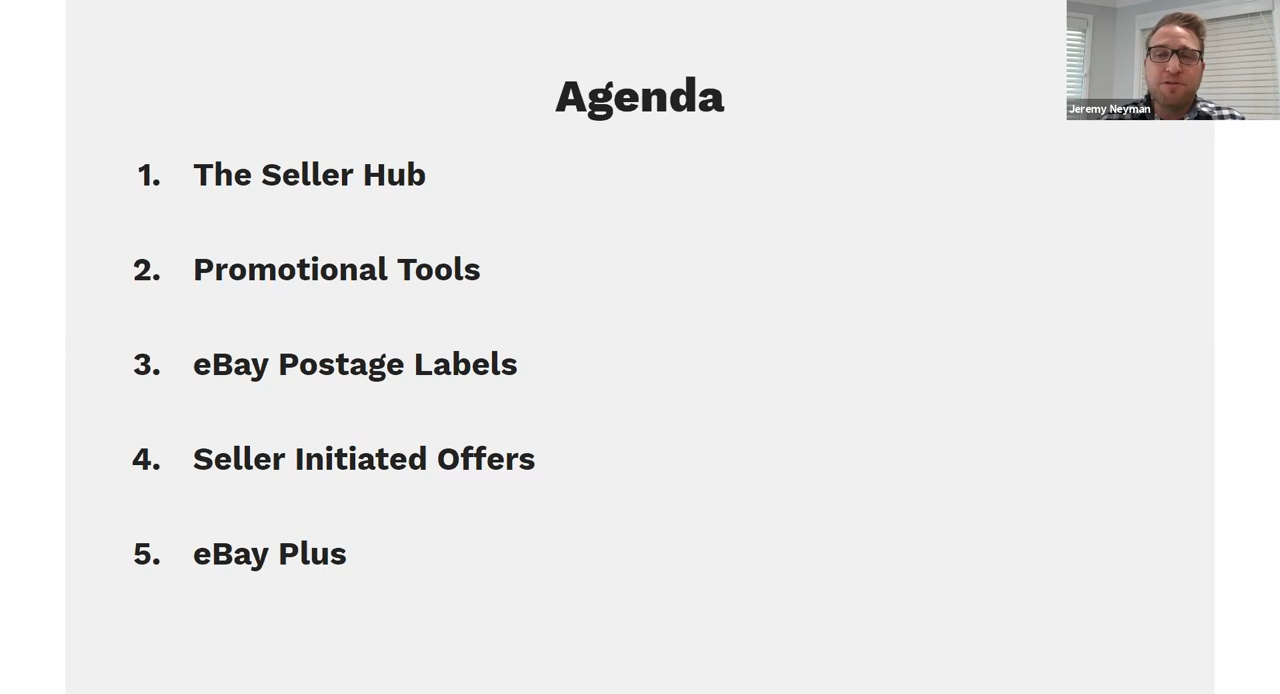 Agenda
Jeremy Neyman
1. The Seller Hub
2. Promotional Tools
3. eBay Postage Labels
4. Seller Initiated Offers
5. eBay Plus